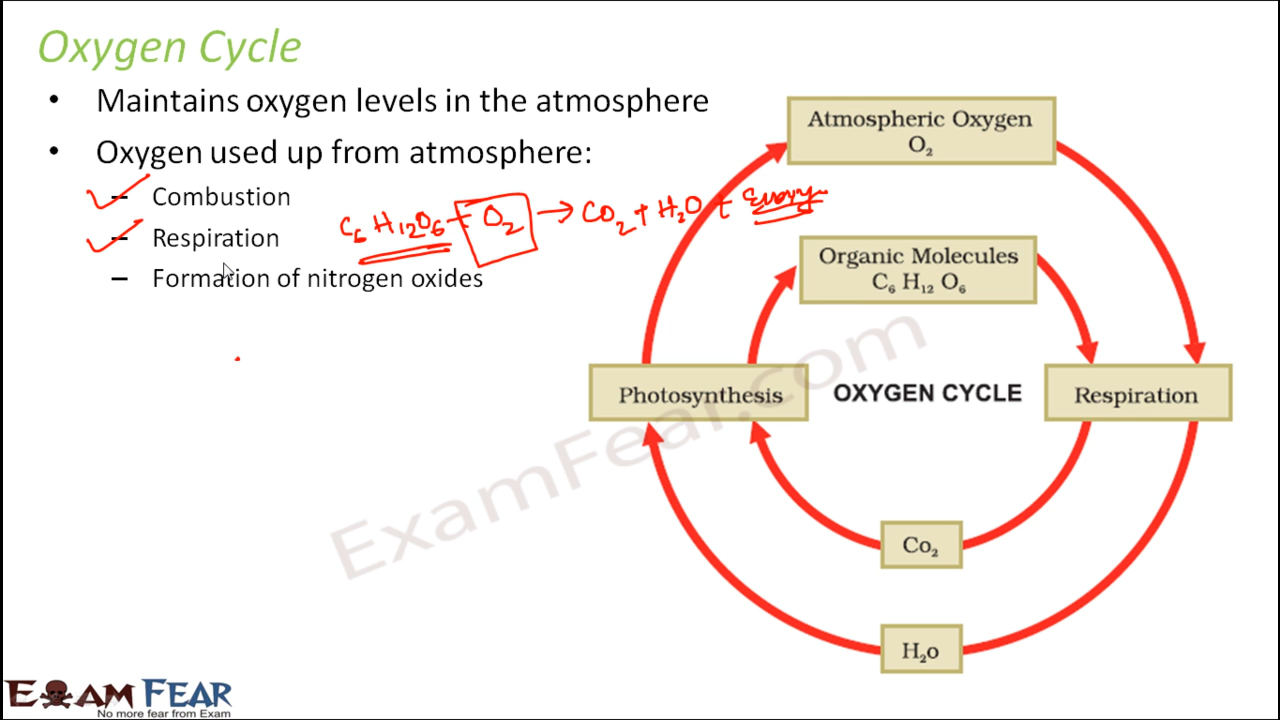 Oxygen Cycle
• Maintains oxygen levels in the atmosphere
• Oxygen used up from atmosphere:
– Combustion
C₆ H₁₂O₆ + O₂ → CO₂ + H₂O + Energy
– Respiration
– Formation of nitrogen oxides
Atmospheric Oxygen
O₂
Organic Molecules
C₆ H₁₂ O₆
Photosynthesis
OXYGEN CYCLE
Respiration
Co₂
H₂o
ExamFear.com
EXAM FEAR
No more fear from Exam